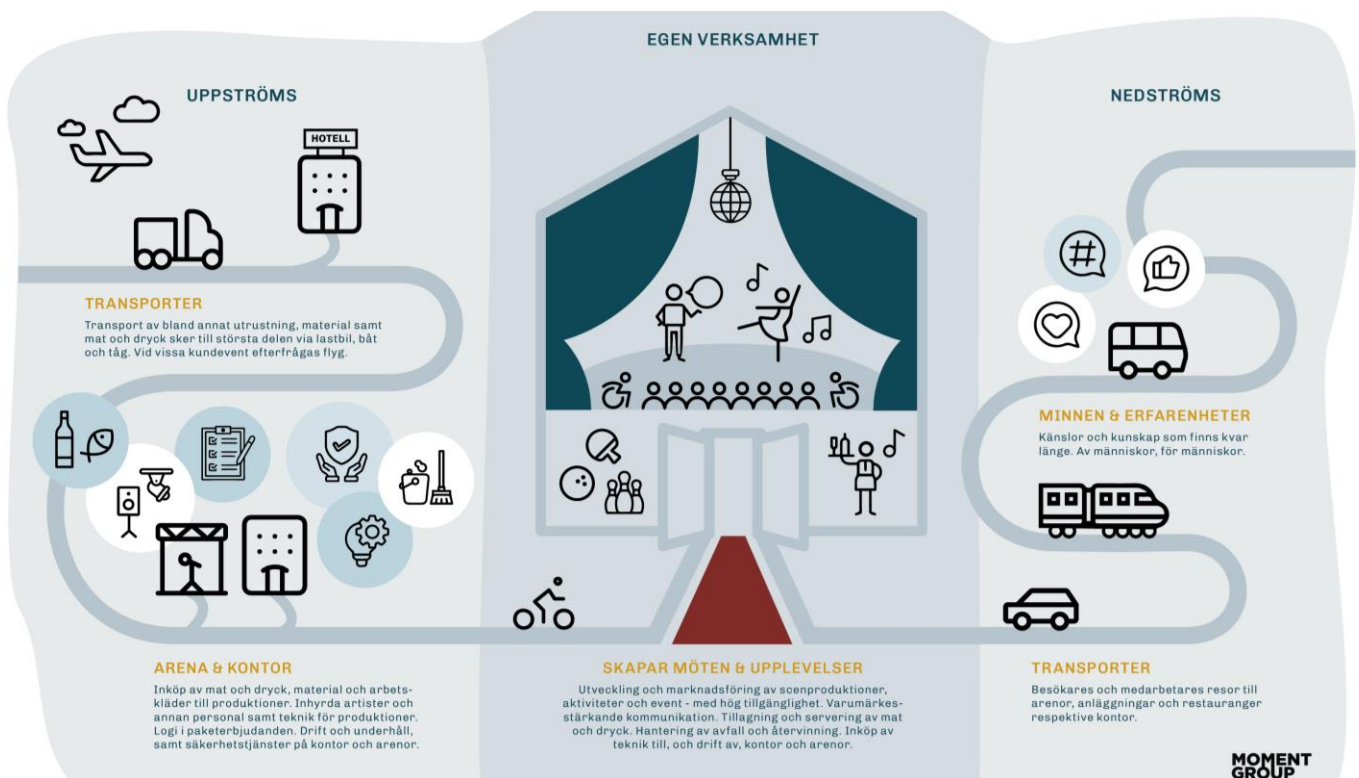 EGEN VERKSAMHET
UPPSTRÖMS
NEDSTRÖMS
HOTELL
TRANSPORTER
Transport av bland annat utrustning, material samt
mat och dryck sker till största delen via lastbil, båt
och tåg. Vid vissa kundevent efterfrågas flyg.
ARENA & KONTOR
Inköp av mat och dryck, material och arbets-
kläder till produktioner. Inhyrda artister och
annan personal samt teknik för produktioner.
Logi i paketerbjudanden. Drift och underhåll,
samt säkerhetstjänster på kontor och arenor.
SKAPAR MÖTEN & UPPLEVELSER
Utveckling och marknadsföring av scenproduktioner,
aktiviteter och event - med hög tillgänglighet. Varumärkes-
stärkande kommunikation. Tillagning och servering av mat
och dryck. Hantering av avfall och återvinning. Inköp av
teknik till, och drift av, kontor och arenor.
#
MINNEN & ERFARENHETER
Känslor och kunskap som finns kvar
länge. Av människor, för människor.
TRANSPORTER
Besökares och medarbetares resor till
arenor, anläggningar och restauranger
respektive kontor.
MOMENT
GROUP